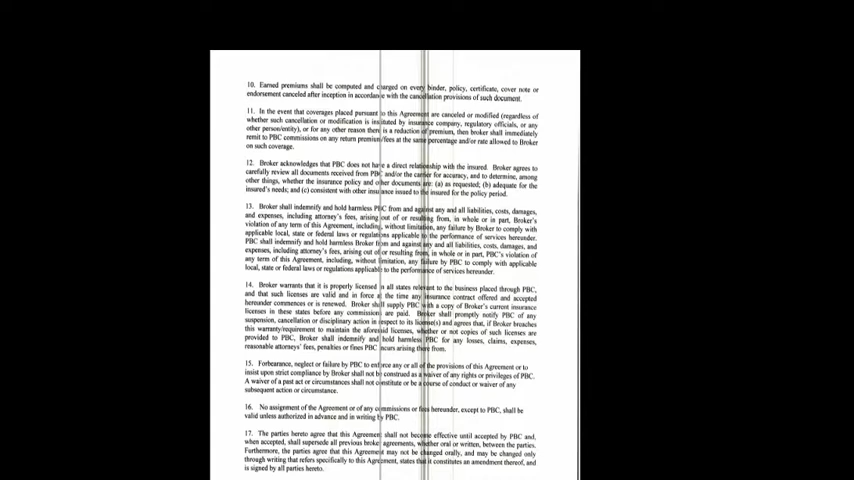 10. Earned premiums shall be computed and charged on every binder, policy, certificate, cover note or
endorsement canceled after inception in accordance with the cancellation provisions of such document.
11. In the event that coverages placed pursuant to this Agreement are canceled or modified (regardless of
whether such cancellation or modification is instituted by insurance company, regulatory officials, or any
other person/entity), or for any other reason there is a reduction of premium, then broker shall immediately
remit to PBC commissions on any return premium/fees at the same percentage and/or rate allowed to Broker
on such coverage.
12. Broker acknowledges that PBC does not have a direct relationship with the insured. Broker agrees to
carefully review all documents received from PBC and/or the carrier for accuracy, and to determine, among
other things, whether the insurance policy and other documents are: (a) as requested; (b) adequate for the
insured's needs; and (c) consistent with other insurance issued to the insured for the policy period.
13. Broker shall indemnify and hold harmless PBC from and against any and all liabilities, costs, damages,
and expenses, including attorney's fees, arising out of or resulting from, in whole or in part, Broker's
violation of any term of this Agreement, including, without limitation, any failure by Broker to comply with
applicable local, state or federal laws or regulations applicable to the performance of services hereunder.
PBC shall indemnify and hold harmless Broker from and against any and all liabilities, costs, damages, and
expenses, including attorney's fees, arising out of or resulting from, in whole or in part, PBC's violation of
any term of this Agreement, including, without limitation, any failure by PBC to comply with applicable
local, state or federal laws or regulations applicable to the performance of services hereunder.
14. Broker warrants that it is properly licensed in all states relevant to the business placed through PBC,
and that such licenses are valid and in force at the time any insurance contract offered and accepted
hereunder commences or is renewed. Broker shall supply PBC with a copy of Broker's current insurance
licenses in these states before any commissions are paid. Broker shall promptly notify PBC of any
suspension, cancellation or disciplinary action in respect to its license(s) and agrees that, if Broker breaches
this warranty/requirement to maintain the aforesaid licenses, whether or not copies of such licenses are
provided to PBC, Broker shall indemnify and hold harmless PBC for any losses, claims, expenses,
reasonable attorneys' fees, penalties or fines PBC incurs arising there from.
15. Forbearance, neglect or failure by PBC to enforce any or all of the provisions of this Agreement or to
insist upon strict compliance by Broker shall not be construed as a waiver of any rights or privileges of PBC.
A waiver of a past act or circumstances shall not constitute or be a course of conduct or waiver of any
subsequent action or circumstance.
16. No assignment of the Agreement or of any commissions or fees hereunder, except to PBC, shall be
valid unless authorized in advance and in writing by PBC.
17. The parties hereto agree that this Agreement shall not become effective until accepted by PBC and,
when accepted, shall supersede all previous broker agreements, whether oral or written, between the parties.
Furthermore, the parties agree that this Agreement may not be changed orally, and may be changed only
through writing that refers specifically to this Agreement, states that it constitutes an amendment thereof, and
is signed by all parties hereto.